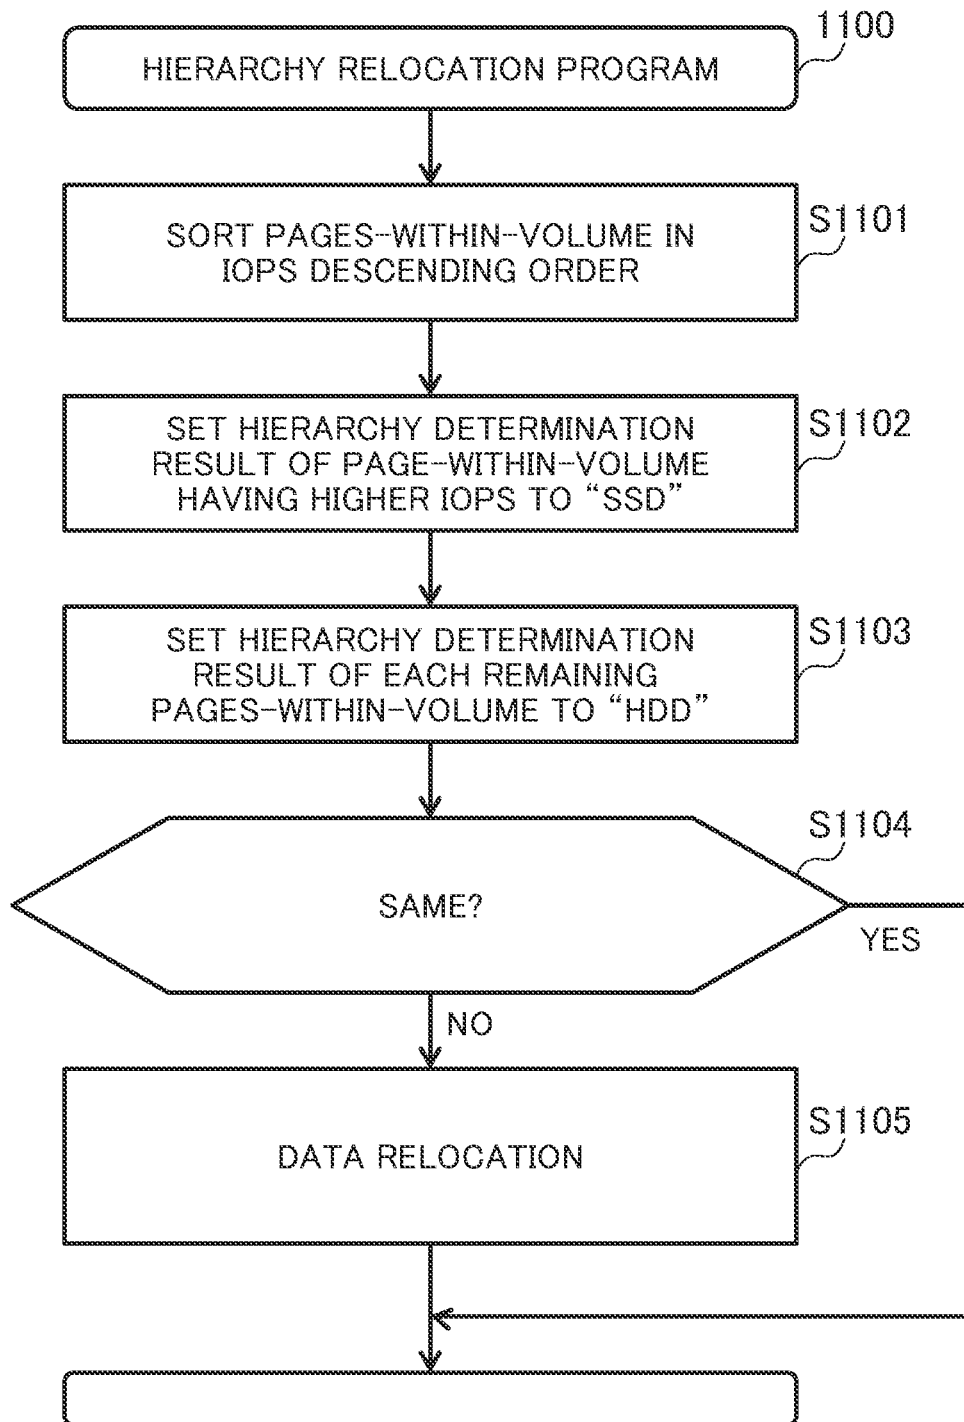 1100
HIERARCHY RELOCATION PROGRAM
S1101
SORT PAGES-WITHIN-VOLUME IN
IOPS DESCENDING ORDER
S1102
SET HIERARCHY DETERMINATION
RESULT OF PAGE-WITHIN-VOLUME
HAVING HIGHER IOPS TO “SSD”
S1103
SET HIERARCHY DETERMINATION
RESULT OF EACH REMAINING
PAGES-WITHIN-VOLUME TO “HDD”
S1104
SAME?
YES
NO
S1105
DATA RELOCATION